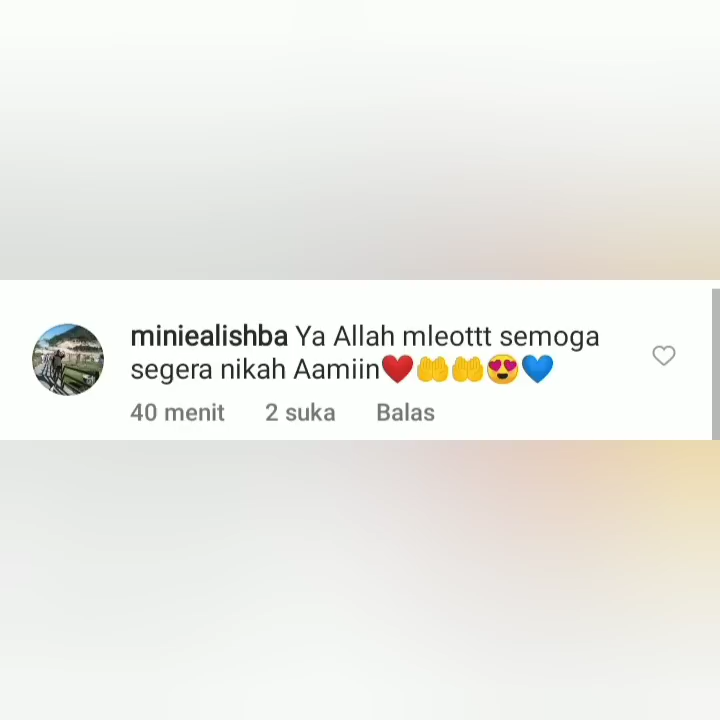 miniealishba Ya Allah mleottt semoga
segera nikah Aamiin❤️🤲🤲😍💙
40 menit 2 suka Balas